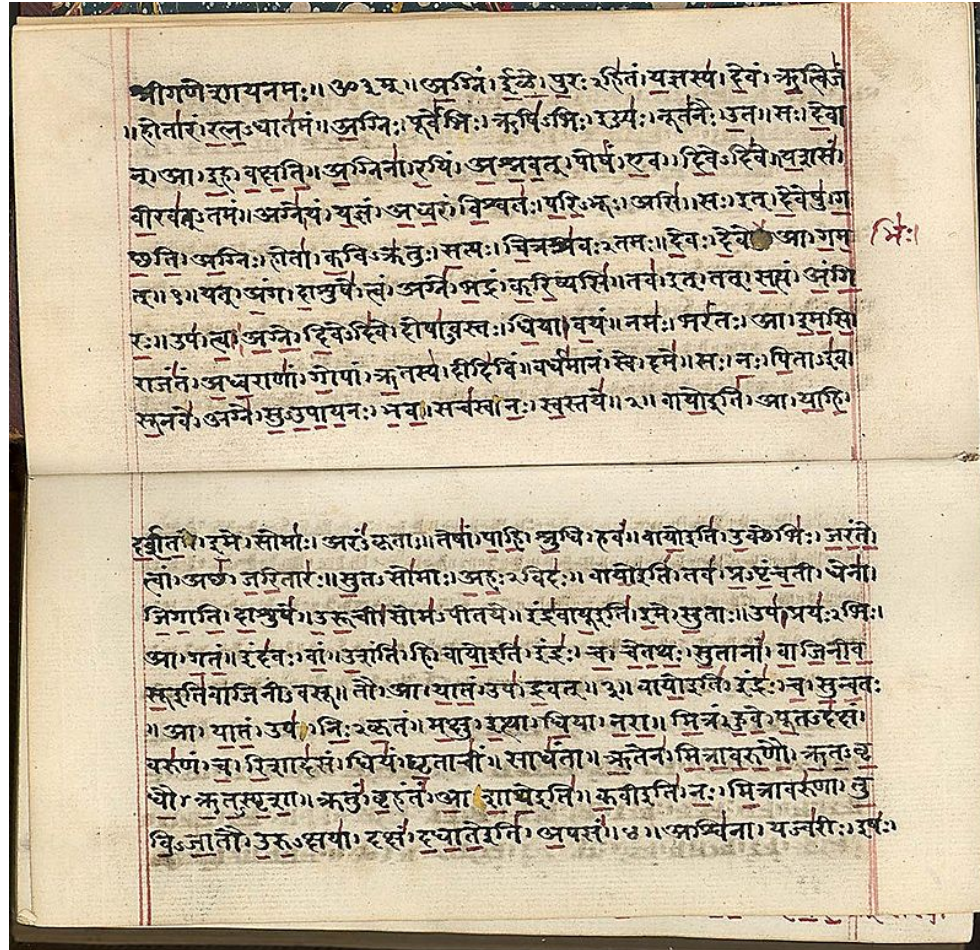 श्रीगणेशायनमः॥ॐ३म्॥अग्निं।ईळे।पुरःऽहितं।यज्ञस्य।देवं।ऋत्विजं
॥होतारं।रत्नऽधातमं॥अग्निः।पूर्वेभिः।ऋषिऽभिः।ईड्यः।नूतनैः।उत॥सः।देवा
न्।आ।इह।वक्षति॥अग्निना।रयिं।अश्नवत्।पोषं।एव।दिवेऽदिवे॥यशसं
वीरवत्ऽतमं॥अग्नेयं।यज्ञं।अध्वरं।विश्वतः।परिऽभूः।असि॥सः।इत्।देवेषु।ग
च्छति।अग्निः।होता।कविऽक्रतुः।सत्यः।चित्रश्रवःऽतमः॥देवः।देवे आ।गम
भिः।
त्॥१॥यत्।अंग।दाशुषे।त्वं।अग्ने।भद्रं।करिष्यसि॥तव।इत्।तत्।सत्यं।अंगि
रः॥उप।त्वा।अग्ने।दिवेऽदिवे।दोषाऽवस्तः।धिया।वयं॥नमः।भरंतः।आ।इमसि
राजंतं।अध्वराणां।गोपां।ऋतस्य।दीदिविं॥वर्धमानं।स्वे।दमे॥सः।नः।पिताऽइव
सूनवे।अग्ने।सुऽउपायनः।भव॥सचस्व।नः।स्वस्तये॥२॥वायोइति।आ।याहि
दर्शत।इमे।सोमाः।अरंऽकृताः॥तेषां।पाहि।श्रुधि।हवं॥वायोइति।उक्थेभिः।जरंते
त्वां।अच्छ।जरितारः॥सुतऽसोमाः।अहःऽविदः॥वायोइति।तव।प्रऽपृंचती।धेना।
जिगाति।दाशुषे॥उरूची।सोमऽपीतये॥इंद्रवायूइति।इमे।सुताः॥उप।प्रयःऽभिः।
आ।गतं॥इंदवः।वां।उशंति।हि।वायोइति।इंद्रः।च।चेतथः।सुतानां।वाजिनीव
सूइतिवाजिनीऽवसू॥तौ।आ।यातं।उप।द्रवत्॥३॥वायोइति।इंद्रः।च।सुन्वतः
॥आ।यातं।उप।निःऽकृतं॥मक्षु।इत्था।धिया।नरा॥मित्रं।हुवे।पूतऽदक्षं।
वरुणं।च।रिशादसं।धियं।घृताचीं।साधंता॥ऋतेन।मित्रावरुणौ।ऋतऽवृ
धौ।ऋतऽस्पृशा॥क्रतुं।बृहंतं।आशाथेइति॥कवीइति।नः।मित्रावरुणा।तु
विऽजातौ।उरुऽक्षया।दक्षं।दधातेइति।अपसं॥४॥अश्विना।यज्वरीः।इषः।